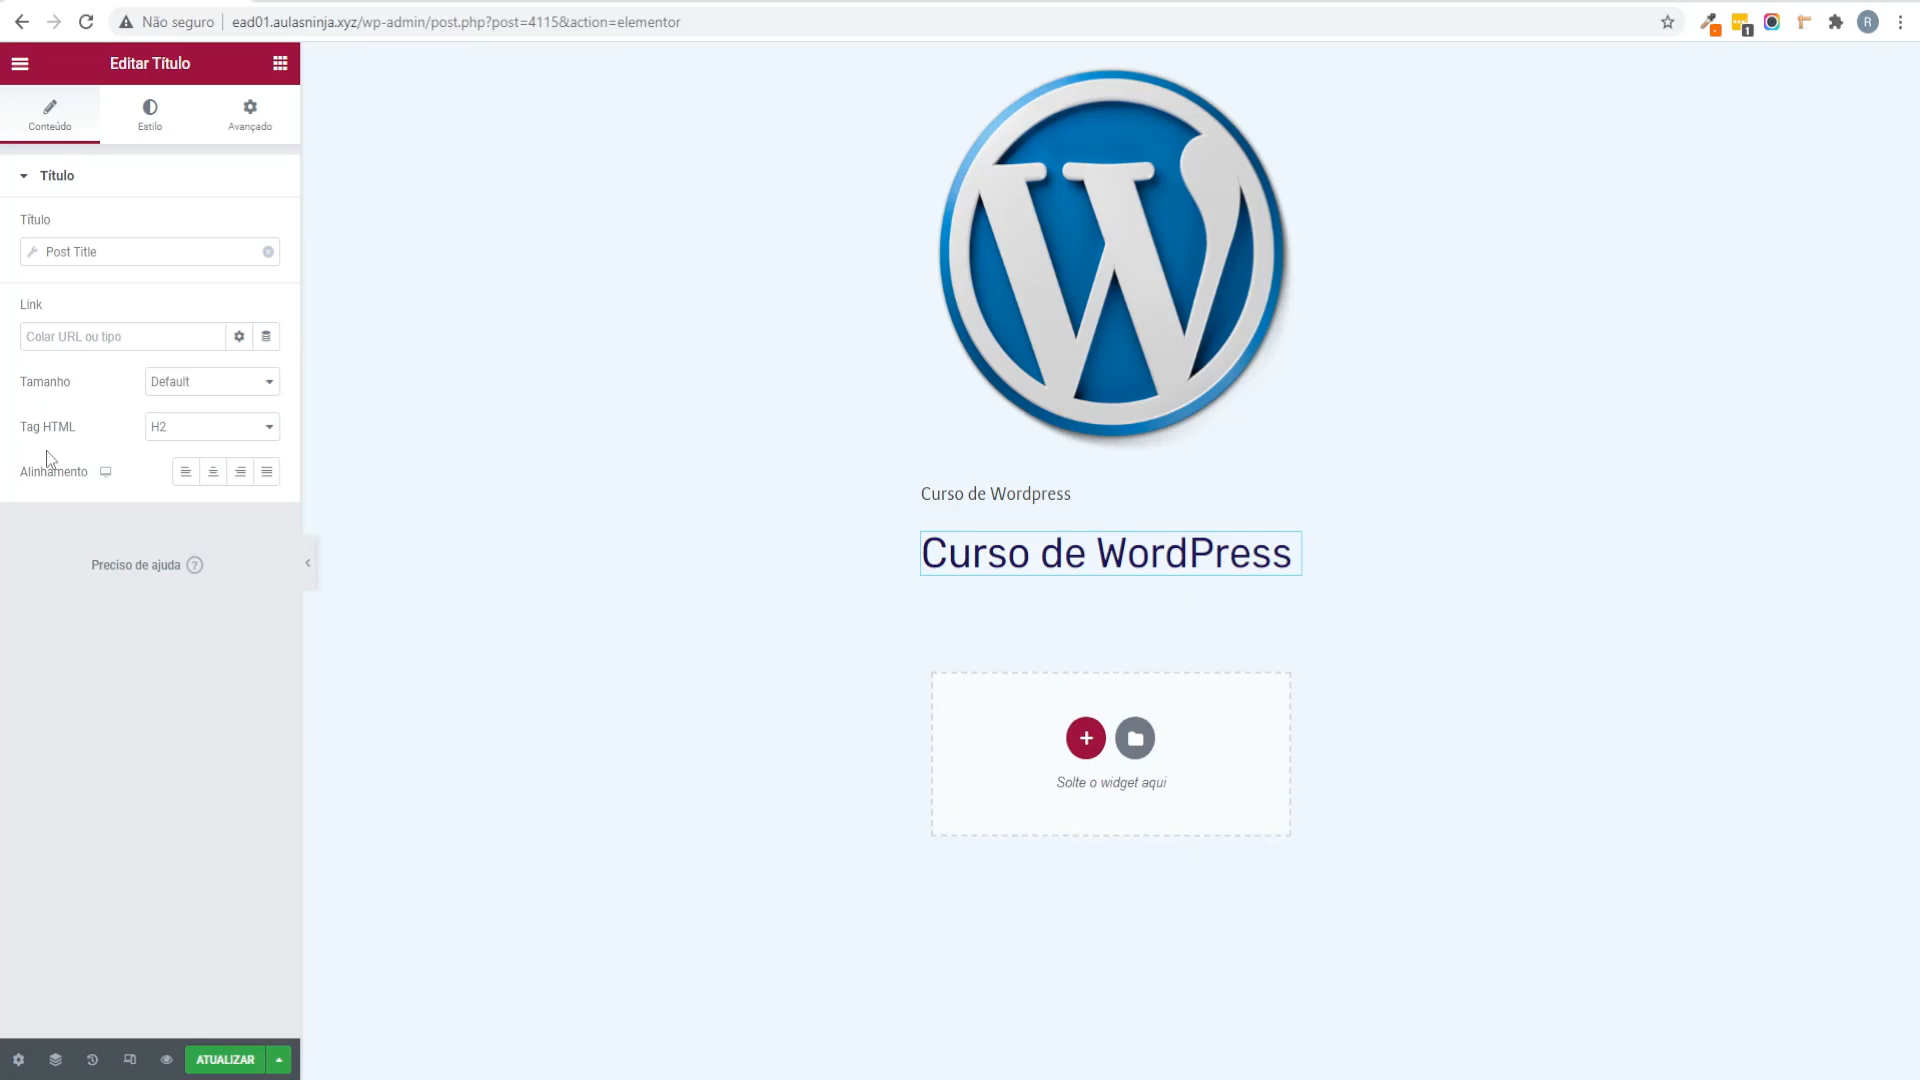 Não seguro
ead01.aulasninja.xyz/wp-admin/post.php?post=4115&action=elementor
1
R
Editar Título
Conteúdo
Estilo
Avançado
Título
Título
Post Title
Link
Colar URL ou tipo
Tamanho
Default
Tag HTML
H2
Alinhamento
Preciso de ajuda
?
ATUALIZAR
W
Curso de Wordpress
Curso de WordPress
Solte o widget aqui